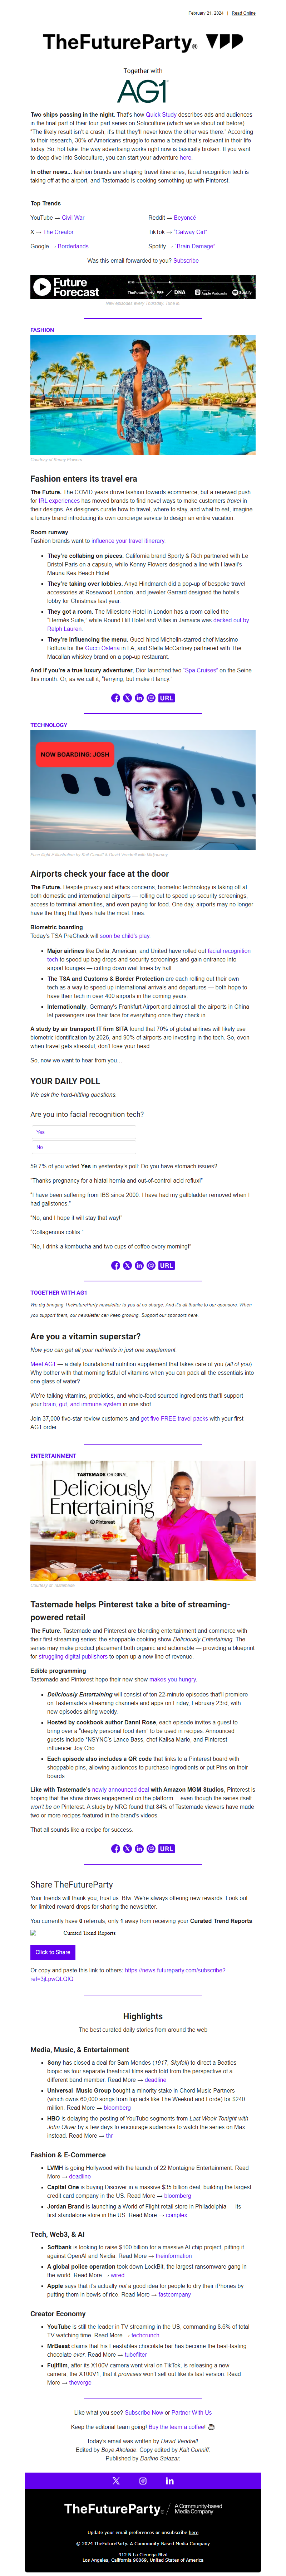 February 21, 2024 | Read Online
TheFutureParty® VIP
Together with
AG1
Two ships passing in the night. That's how Quick Study describes ads and audiences
in the final part of their four-part series on Soloculture (which we've shout out before).
"The likely result isn't a crash, it's that they'll never know the other was there." According
to their research, 30% of Americans struggle to name a brand that's relevant in their life
today. So, hot take: the way advertising works right now is basically broken. If you want
to deep dive into Soloculture, you can start your adventure here.
In other news... fashion brands are shaping travel itineraries, facial recognition tech is
taking off at the airport, and Tastemade is cooking something up with Pinterest.
Top Trends
YouTube → Civil War
Reddit → Beyoncé
X → The Creator
TikTok → "Galway Girl"
Google → Borderlands
Spotify → "Brain Damage"
Was this email forwarded to you? Subscribe
Future Forecast
New episodes every Thursday. Tune in.
FASHION
Courtesy of Kenny Flowers
Fashion enters its travel era
The Future. The COVID years drove fashion towards ecommerce, but a renewed push
for IRL experiences has moved brands to find novel ways to make customers travel in
their designs. As designers curate how to travel, where to stay, and what to eat, imagine
a luxury brand introducing its own concierge service to design an entire vacation.
Room runway
Fashion brands want to influence your travel itinerary.
They're collaborating on pieces. California brand Sporty & Rich partnered with Le
Bristol Paris on a capsule, while Kenny Flowers designed a line with Hawaii's
Mauna Kea Beach Hotel.
They're taking over lobbies. Anya Hindmarch did a pop-up of bespoke travel
accessories at Rosewood London, and jeweler Garrard designed the hotel's
lobby for Christmas last year.
They got a room. The Milestone Hotel in London has a room called the
"Hermès Suite," while Round Hill Hotel and Villas in Jamaica was decked out by
Ralph Lauren.
They're influencing the menu. Gucci hired Michelin-starred chef Massimo
Bottura for the Gucci Osteria in LA, and Stella McCartney partnered with
Macallan whiskey brand on a pop-up restaurant.
And if you're a true luxury adventurer, Dior launched two "Spa Cruises" on the Seine
this month. Or, as we call it, "ferrying, but make it fancy."
URL
TECHNOLOGY
NOW BOARDING: JOSH
Airports check your face at the door
The Future. Despite privacy and ethics concerns, biometric technology is taking off at
both domestic and international airports — rolling out to speed up security screenings,
access to terminal amenities, and even paying for food. One day, airports may no longer
have the thing that flyers hate the most: lines.
Biometric boarding
Today's TSA PreCheck will soon be child's play.
Major airlines like Delta, American, and United have rolled out facial recognition
tech to speed up bag drops and security screenings and gain entrance into
airport lounges — cutting down wait times by half.
The TSA and Customs & Border Protection are each rolling out their own
tech as a way to speed up international arrivals and departures — both hope to
have their tech in over 400 airports in the coming years.
Internationally, Germany's Frankfurt Airport and almost all the airports in China
let passengers use their face for everything once they check in.
A study by air transport IT firm SITA found that 70% of global airlines will likely use
biometric identification by 2026, and 90% of airports are investing in the tech. So, even
when travel gets stressful, don't lose your head.
So, now we want to hear from you...
YOUR DAILY POLL
We ask the hard-hitting questions.
Are you into facial recognition tech?
Yes
No
59.7% of you voted Yes in yesterday's poll: Do you have stomach issues?
"Thanks pregnancy for a hiatal hernia and out-of-control acid reflux!"
"I have been suffering from IBS since 2000. I have had my gallbladder removed when I
had gallstones."
"No, and I hope it will stay that way!"
"Collagenous colitis."
"No, I drink a kombucha and two cups of coffee every morning!"
URL
TOGETHER WITH AG1
We dig bringing TheFutureParty newsletter to you at no charge. And it's all thanks to our sponsors. When
you support them, our newsletter can keep growing. Support our sponsors here.
Are you a vitamin superstar?
Now you can get all of your nutrients in just one supplement.
Meet AG1 — a daily foundational nutrition supplement that takes care of you (all of you).
Why bother with that morning fistful of vitamins when you can pack all the essentials into
one glass of water?
We're talking vitamins, probiotics, and whole-food sourced ingredients that'll support
your brain, gut, and immune system in one shot.
Join 37,000 five-star review customers and get five FREE travel packs with your first
AG1 order.
ENTERTAINMENT
TASTEMADE ORIGINAL
Deliciously
Entertaining
Pinterest
Courtesy of Tastemade
Tastemade helps Pinterest take a bite of streaming-
powered retail
The Future. Tastemade and Pinterest are blending entertainment and commerce with
their first streaming series: the shoppable cooking show Deliciously Entertaining. The
series may make product placement both organic and actionable — providing a blueprint
for struggling digital publishers to open up a new line of revenue.
Edible programming
Tastemade and Pinterest hope their new show makes you hungry.
Deliciously Entertaining will consist of ten 22-minute episodes that'll premiere
on Tastemade's streaming channels and apps on Friday, February 23rd, with
new episodes airing weekly.
Hosted by cookbook author Danni Rose, each episode invites a guest to
bring over a "deeply personal food item" to be used in recipes. Announced
guests include *NSYNC's Lance Bass, chef Kalisa Marie, and Pinterest
influencer Joy Cho.
Each episode also includes a QR code that links to a Pinterest board with
shoppable pins, allowing audiences to purchase ingredients or put Pins on their
boards.
Like with Tastemade's newly announced deal with Amazon MGM Studios, Pinterest is
hoping that the show drives engagement on the platform... even though the series itself
won't be on Pinterest. A study by NRG found that 84% of Tastemade viewers have made
two or more recipes featured in the brand's videos.
That all sounds like a recipe for success.
URL
Share TheFutureParty
Your friends will thank you, trust us. Btw: We're always offering new rewards. Look out
for limited reward drops for sharing the newsletter.
You currently have 0 referrals, only 1 away from receiving your Curated Trend Reports.
Curated Trend Reports
Click to Share
Or copy and paste this link to others: https://news.futureparty.com/subscribe?
Highlights
The best curated daily stories from around the web
Media, Music, & Entertainment
Sony has closed a deal for Sam Mendes (1917, Skyfall) to direct a Beatles
biopic as four separate theatrical films each told from the perspective of a
different band member. Read More → deadline
Universal Music Group bought a minority stake in Chord Music Partners
(which owns 60,000 songs from top acts like The Weeknd and Lorde) for $240
million. Read More → bloomberg
HBO is delaying the posting of YouTube segments from Last Week Tonight with
John Oliver by a few days to encourage audiences to watch the series on Max
instead. Read More → thr
Fashion & E-Commerce
LVMH is going Hollywood with the launch of 22 Montaigne Entertainment. Read
More → deadline
Capital One is buying Discover in a massive $35 billion deal, building the largest
credit card company in the US. Read More → bloomberg
Jordan Brand is launching a World of Flight retail store in Philadelphia — its
first standalone store in the US. Read More → complex
Tech, Web3, & AI
Softbank is looking to raise $100 billion for a massive AI chip project, pitting it
against OpenAI and Nvidia. Read More → theinformation
A global police operation took down LockBit, the largest ransomware gang in
the world. Read More → wired
Apple says that it's actually not a good idea for people to dry their iPhones by
putting them in bowls of rice. Read More → fastcompany
Creator Economy
YouTube is still the leader in TV streaming in the US, commanding 8.6% of total
TV-watching time. Read More → techcrunch
MrBeast claims that his Feastables chocolate bar has become the best-tasting
chocolate ever. Read More → tubefilter
Fujifilm, after its X100V camera went viral on TikTok, is releasing a new
camera, the X100VI, that it promises won't sell out like its last version. Read
More → theverge
Like what you see? Subscribe Now or Partner With Us
Keep the editorial team going! Buy the team a coffee!
Today's email was written by David Vendrell.
Edited by Boye Akolade. Copy edited by Kait Cunniff.
Published by Darline Salazar.
TheFutureParty® / A Community-Based Media Company
Update your email preferences or unsubscribe here
© 2024 TheFutureParty, A Community-Based Media Company
912 N La Cienega Blvd
Los Angeles, California 90069, United States of America